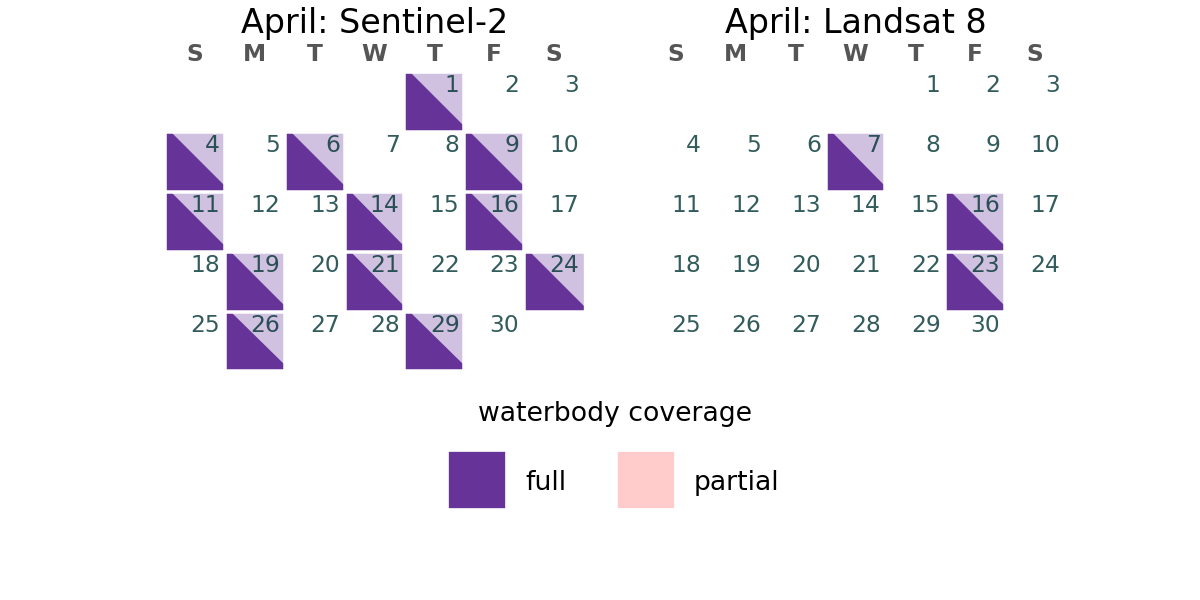 April: Sentinel-2
S M T W T F S
1 2 3
4 5 6 7 8 9 10
11 12 13 14 15 16 17
18 19 20 21 22 23 24
25 26 27 28 29 30
April: Landsat 8
S M T W T F S
1 2 3
4 5 6 7 8 9 10
11 12 13 14 15 16 17
18 19 20 21 22 23 24
25 26 27 28 29 30
waterbody coverage
full partial